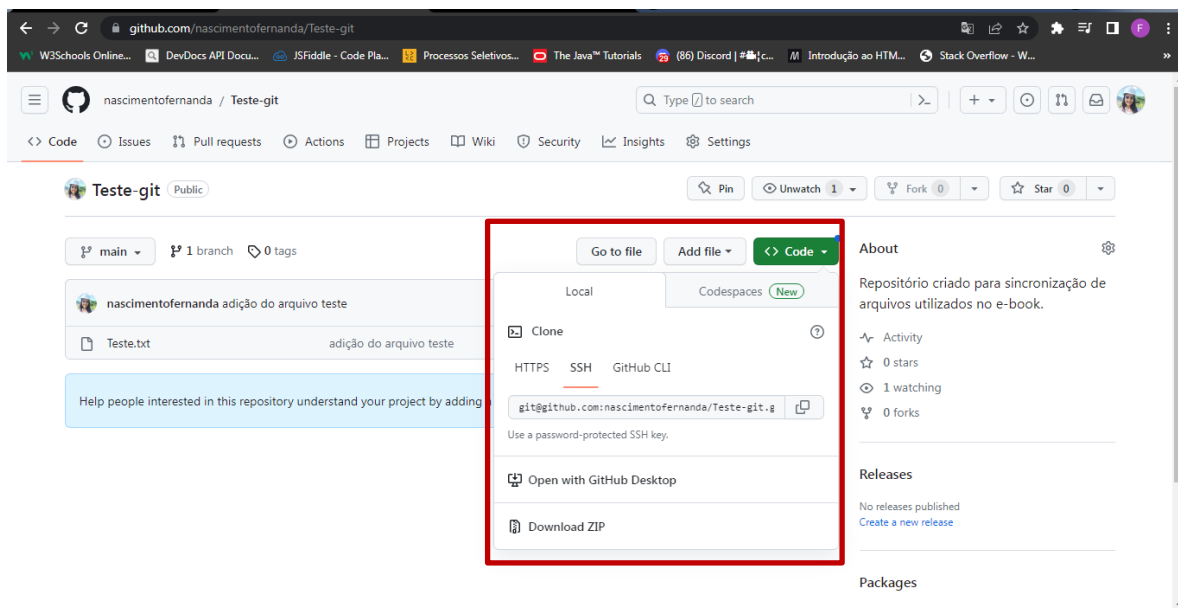 github.com/nascimentofernanda/Teste-git
W3Schools Online... DevDocs API Docu... JSFiddle - Code Pla... Processos Seletivos... The Java™ Tutorials (86) Discord | # Introdução ao HTM... Stack Overflow - W... »
nascimentofernanda / Teste-git Type / to search
Code Issues Pull requests Actions Projects Wiki Security Insights Settings
Teste-git Public Pin Unwatch 1 Fork 0 Star 0
main 1 branch 0 tags Go to file Add file <> Code
About
Repositório criado para sincronização de
arquivos utilizados no e-book.
Activity
0 stars
1 watching
0 forks
Releases
No releases published
Create a new release
Packages
Local Codespaces New
nascimentofernanda adição do arquivo teste
Teste.txt adição do arquivo teste
Help people interested in this repository understand your project by adding
Clone
HTTPS SSH GitHub CLI
git@github.com:nascimentofernanda/Teste-git.g
Use a password-protected SSH key.
Open with GitHub Desktop
Download ZIP